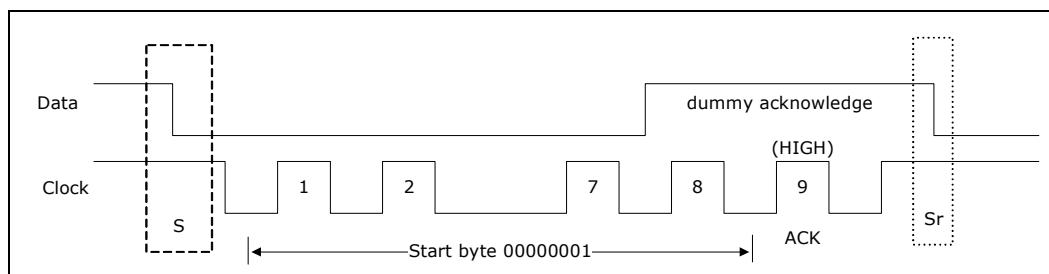 Data
dummy acknowledge
(HIGH)
Clock
1
2
7
8
9
S
Sr
ACK
Start byte 00000001